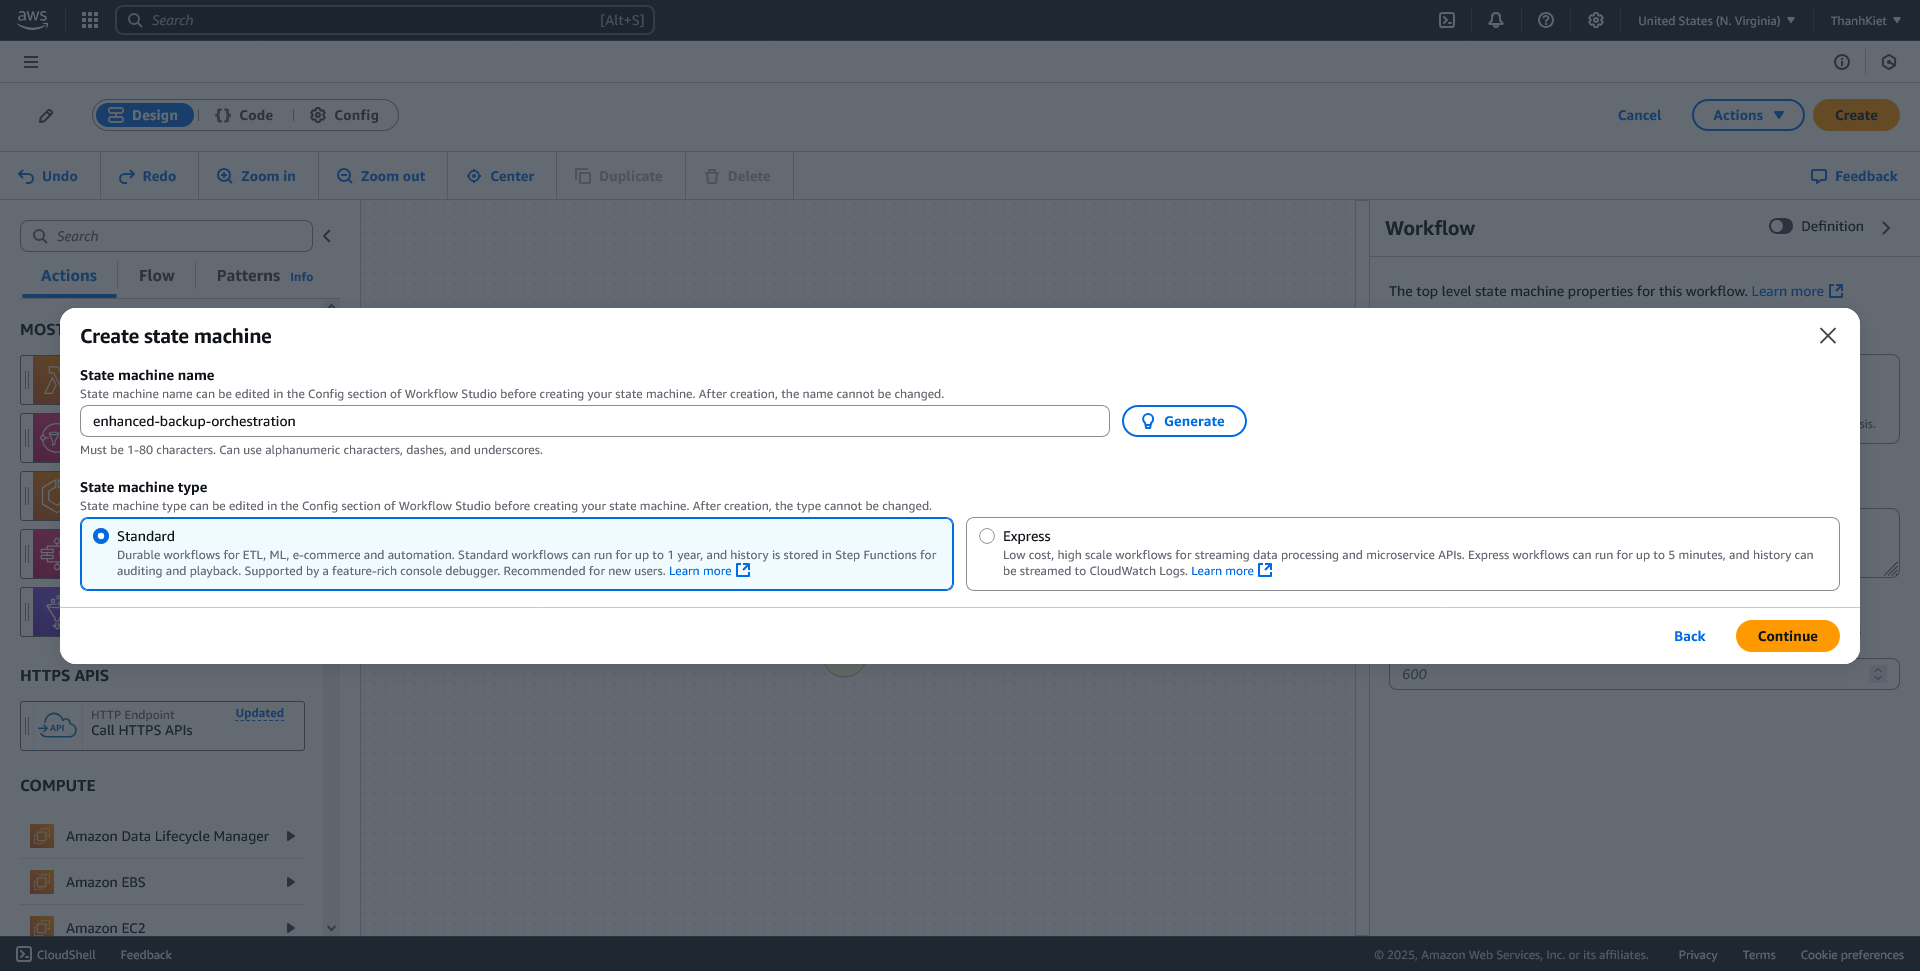 aws
Search
[Alt+S]
United States (N. Virginia)
ThanhKiet
Design
Code
Config
Cancel
Actions
Create
Undo
Redo
Zoom in
Zoom out
Center
Duplicate
Delete
Feedback
Search
Actions
Flow
Patterns
Info
Workflow
Definition
The top level state machine properties for this workflow. Learn more
MOST
Create state machine
State machine name
State machine name can be edited in the Config section of Workflow Studio before creating your state machine. After creation, the name cannot be changed.
enhanced-backup-orchestration
Generate
Must be 1-80 characters. Can use alphanumeric characters, dashes, and underscores.
State machine type
State machine type can be edited in the Config section of Workflow Studio before creating your state machine. After creation, the type cannot be changed.
Standard
Durable workflows for ETL, ML, e-commerce and automation. Standard workflows can run for up to 1 year, and history is stored in Step Functions for
auditing and playback. Supported by a feature-rich console debugger. Recommended for new users. Learn more
Express
Low cost, high scale workflows for streaming data processing and microservice APIs. Express workflows can run for up to 5 minutes, and history can
be streamed to CloudWatch Logs. Learn more
Back
Continue
sis.
600
HTTPS APIS
API
HTTP Endpoint
Updated
Call HTTPS APIs
COMPUTE
Amazon Data Lifecycle Manager
Amazon EBS
Amazon EC2
CloudShell
Feedback
© 2025, Amazon Web Services, Inc. or its affiliates.
Privacy
Terms
Cookie preferences